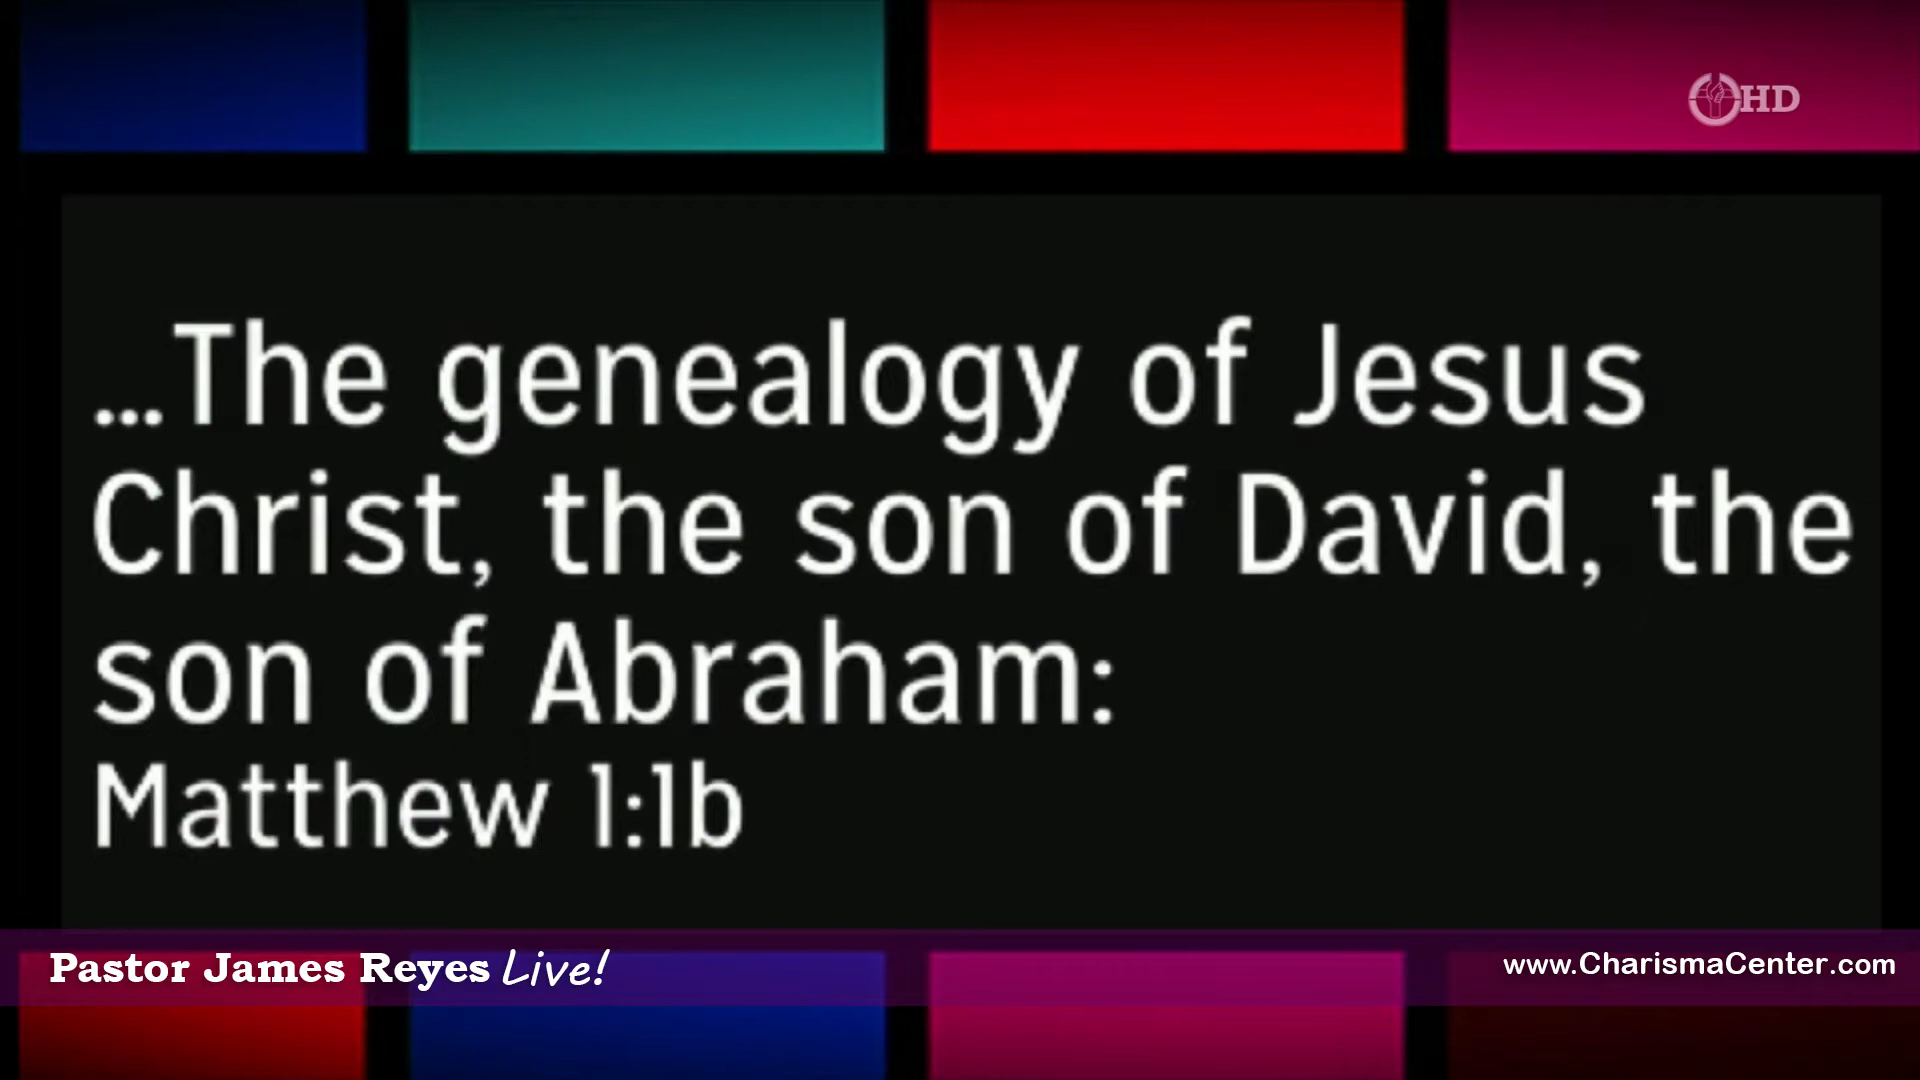 HD
...The genealogy of Jesus
Christ, the son of David, the
son of Abraham:
Matthew 1:1b
Pastor James Reyes Live!
www.CharismaCenter.com